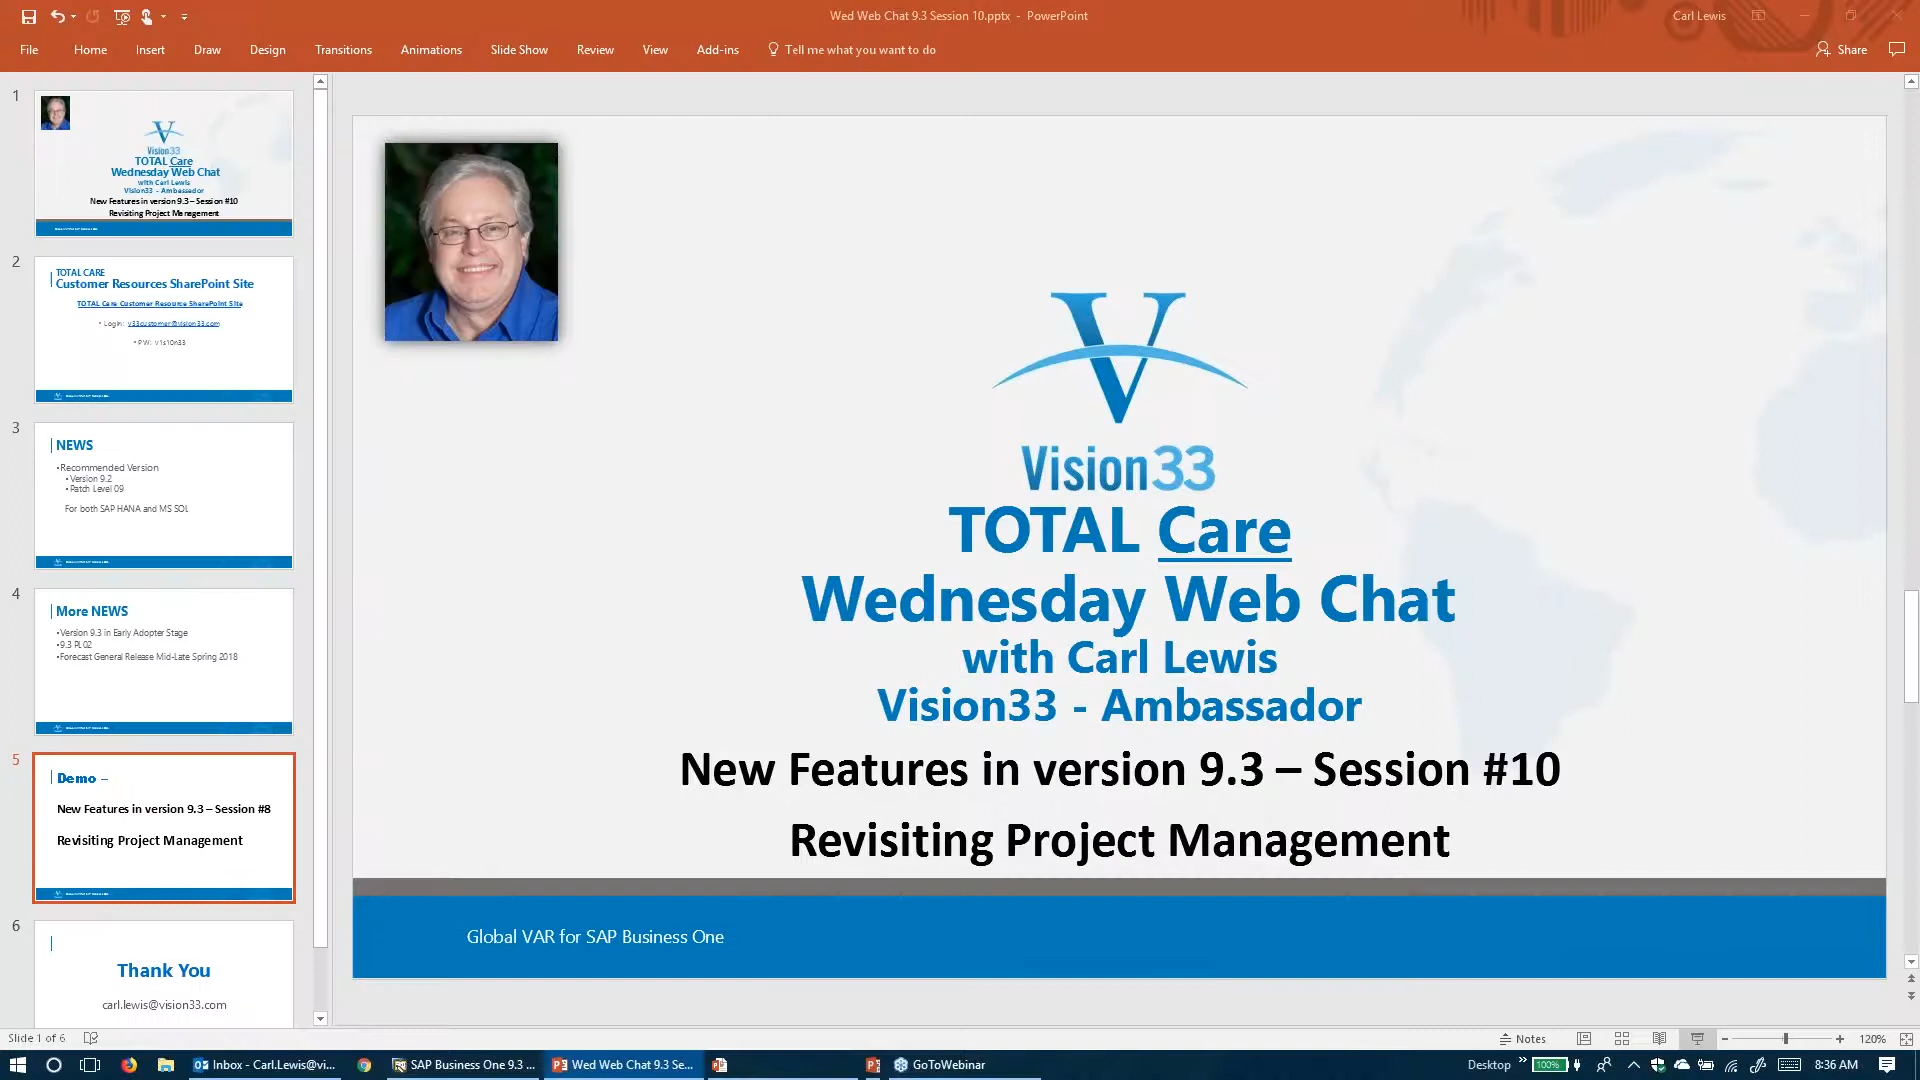 Wed Web Chat 9.3 Session 10.pptx - PowerPoint
Carl Lewis
File Home Insert Draw Design Transitions Animations Slide Show Review View Add-ins Tell me what you want to do
Share
1
Vision33
TOTAL Care
Wednesday Web Chat
with Carl Lewis
Vision33 - Ambassador
New Features in version 9.3 – Session #10
Revisiting Project Management
2
TOTAL CARE
Customer Resources SharePoint Site
TOTAL Care Customer Resource SharePoint Site
• Login: v33customer@vision33.com
• PW: V1s10n33
3
NEWS
•Recommended Version
•Version 9.2
•Patch Level 09
For both SAP HANA and MS SQL
4
More NEWS
•Version 9.3 in Early Adopter Stage
•9.3 PL02
•Forecast General Release Mid-Late Spring 2018
5
Demo –
New Features in version 9.3 – Session #8
Revisiting Project Management
6
Thank You
carl.lewis@vision33.com
Vision33
TOTAL Care
Wednesday Web Chat
with Carl Lewis
Vision33 - Ambassador
New Features in version 9.3 – Session #10
Revisiting Project Management
Global VAR for SAP Business One
Slide 1 of 6
Notes
120%
Inbox - Carl.Lewis@vi...
SAP Business One 9.3 ...
Wed Web Chat 9.3 Se...
GoToWebinar
Desktop
100%
8:36 AM